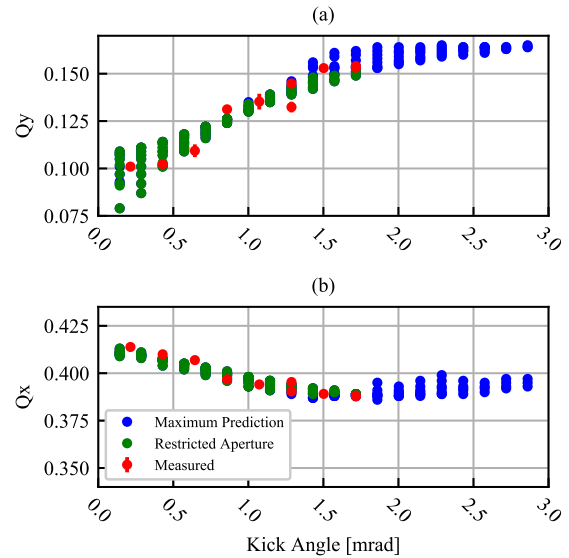 (a)
0.150
0.125
0.100
0.075
Qy
0.0 0.5 1.0 1.5 2.0 2.5 3.0
(b)
0.425
0.400
0.375
0.350
Qx
Maximum Prediction
Restricted Aperture
Measured
0.0 0.5 1.0 1.5 2.0 2.5 3.0
Kick Angle [mrad]